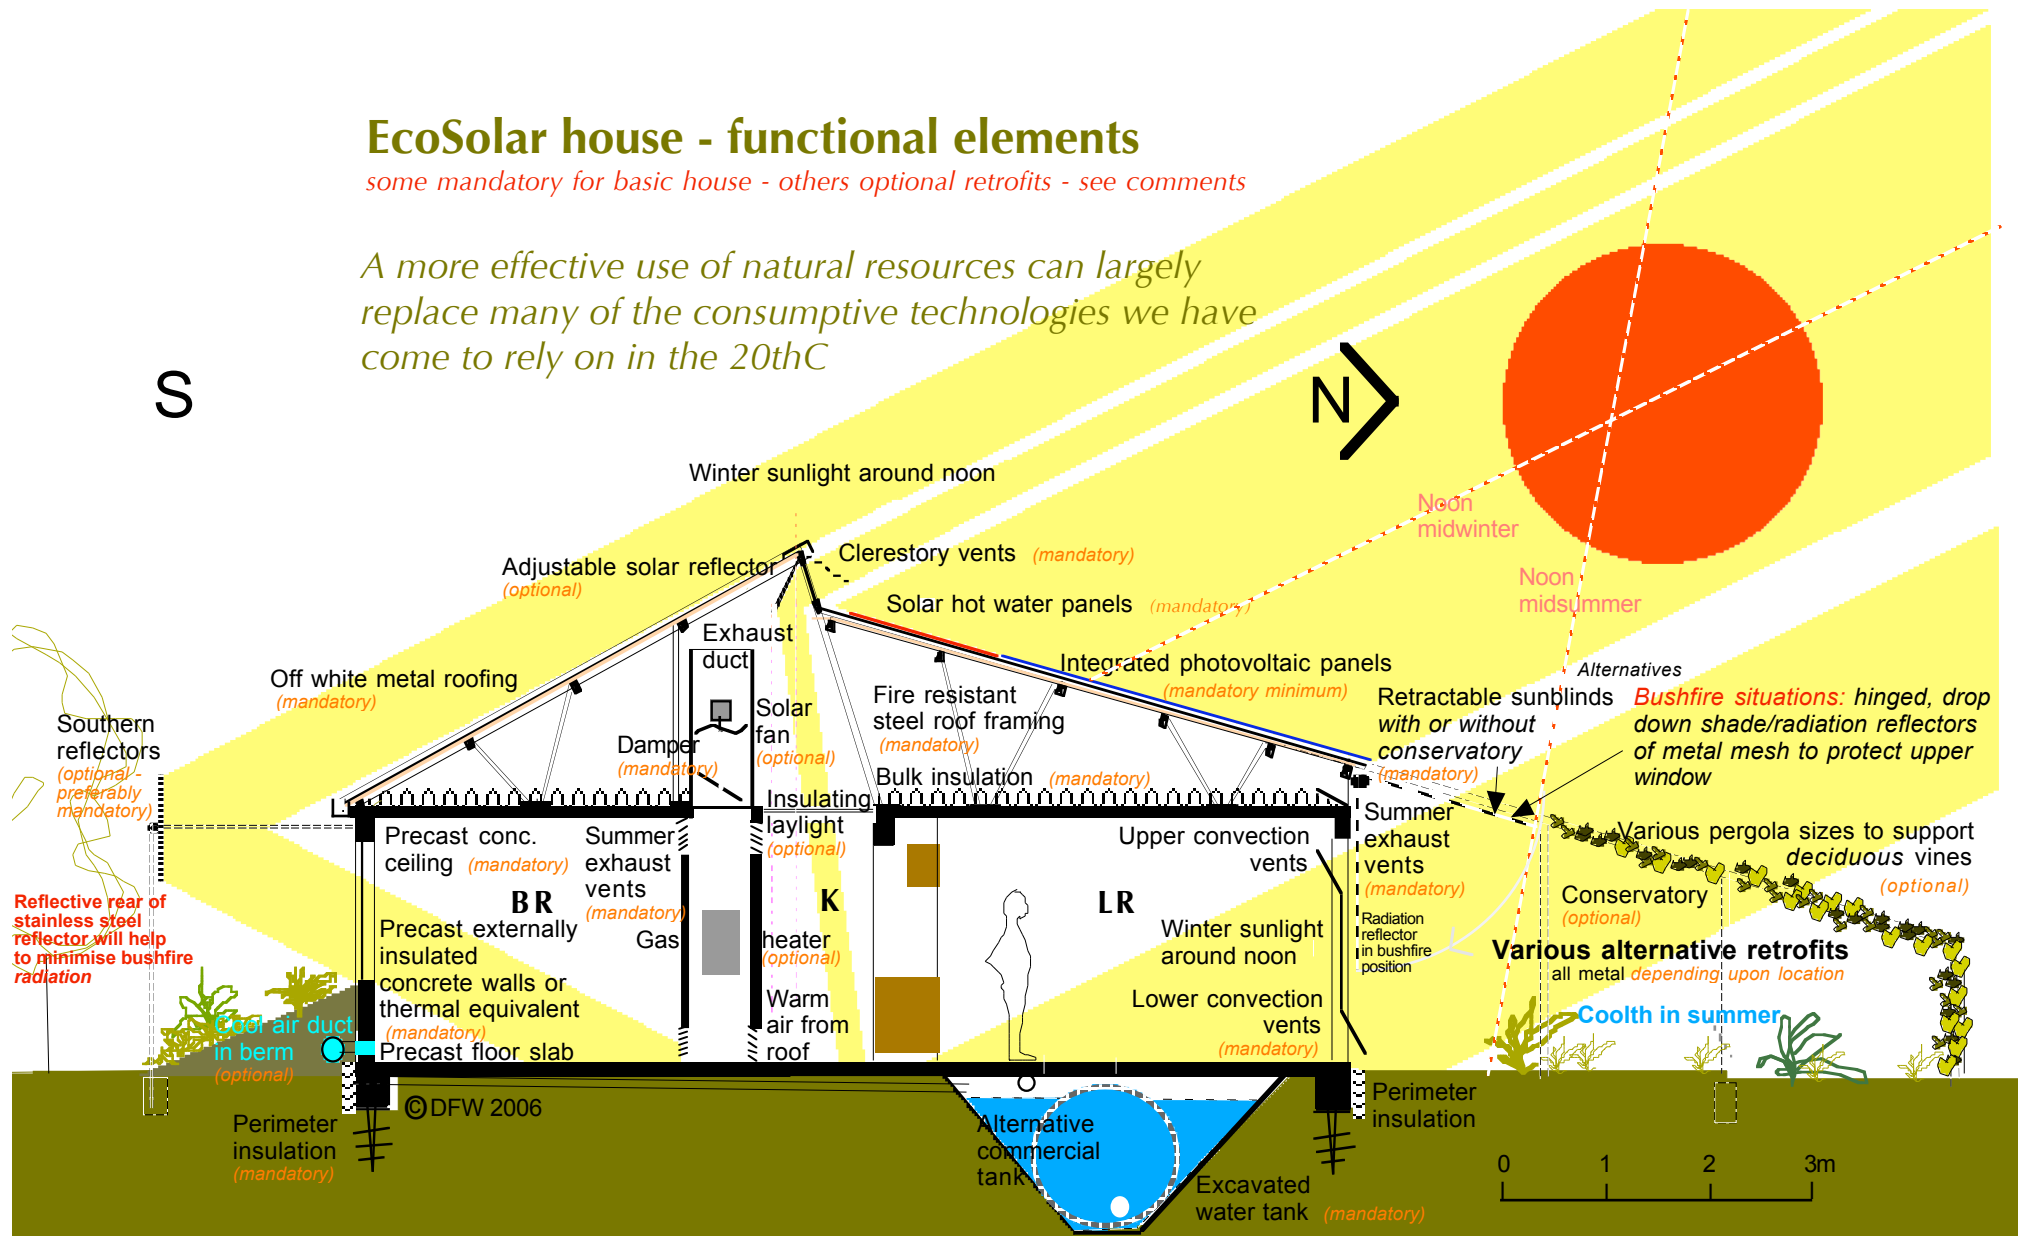 EcoSolar house - functional elements
some mandatory for basic house - others optional retrofits - see comments
A more effective use of natural resources can largely
replace many of the consumptive technologies we have
come to rely on in the 20thC
S
N
Noon
midwinter
Noon
midsummer
Winter sunlight around noon
Adjustable solar reflector
(optional)
Clerestory vents (mandatory)
Solar hot water panels (mandatory)
Exhaust
duct
Integrated photovoltaic panels
(mandatory minimum)
Off white metal roofing
(mandatory)
Southern
reflectors
(optional -
preferably
mandatory)
Damper
(mandatory)
Solar
fan
(optional)
Fire resistant
steel roof framing
(mandatory)
Bulk insulation (mandatory)
Alternatives
Retractable sunblinds
with or without
conservatory
(mandatory)
Bushfire situations: hinged, drop
down shade/radiation reflectors
of metal mesh to protect upper
window
Insulating
laylight
(optional)
Precast conc.
ceiling (mandatory)
Summer
exhaust
vents
(mandatory)
Upper convection
vents
Summer
exhaust
vents
(mandatory)
Various pergola sizes to support
deciduous vines
(optional)
Conservatory
(optional)
BR
K
LR
Reflective rear of
stainless steel
reflector will help
to minimise bushfire
radiation
Precast externally
insulated
concrete walls or
thermal equivalent
(mandatory)
Precast floor slab
Gas heater
(optional)
Warm
air from
roof
Winter sunlight
around noon
Lower convection
vents
(mandatory)
Radiation
reflector
in bushfire
position
Various alternative retrofits
all metal depending upon location
Coolth in summer
Cool air duct
in berm
(optional)
©DFW 2006
Perimeter
insulation
(mandatory)
Alternative
commercial
tank
Excavated
water tank (mandatory)
Perimeter
insulation
0 1 2 3m